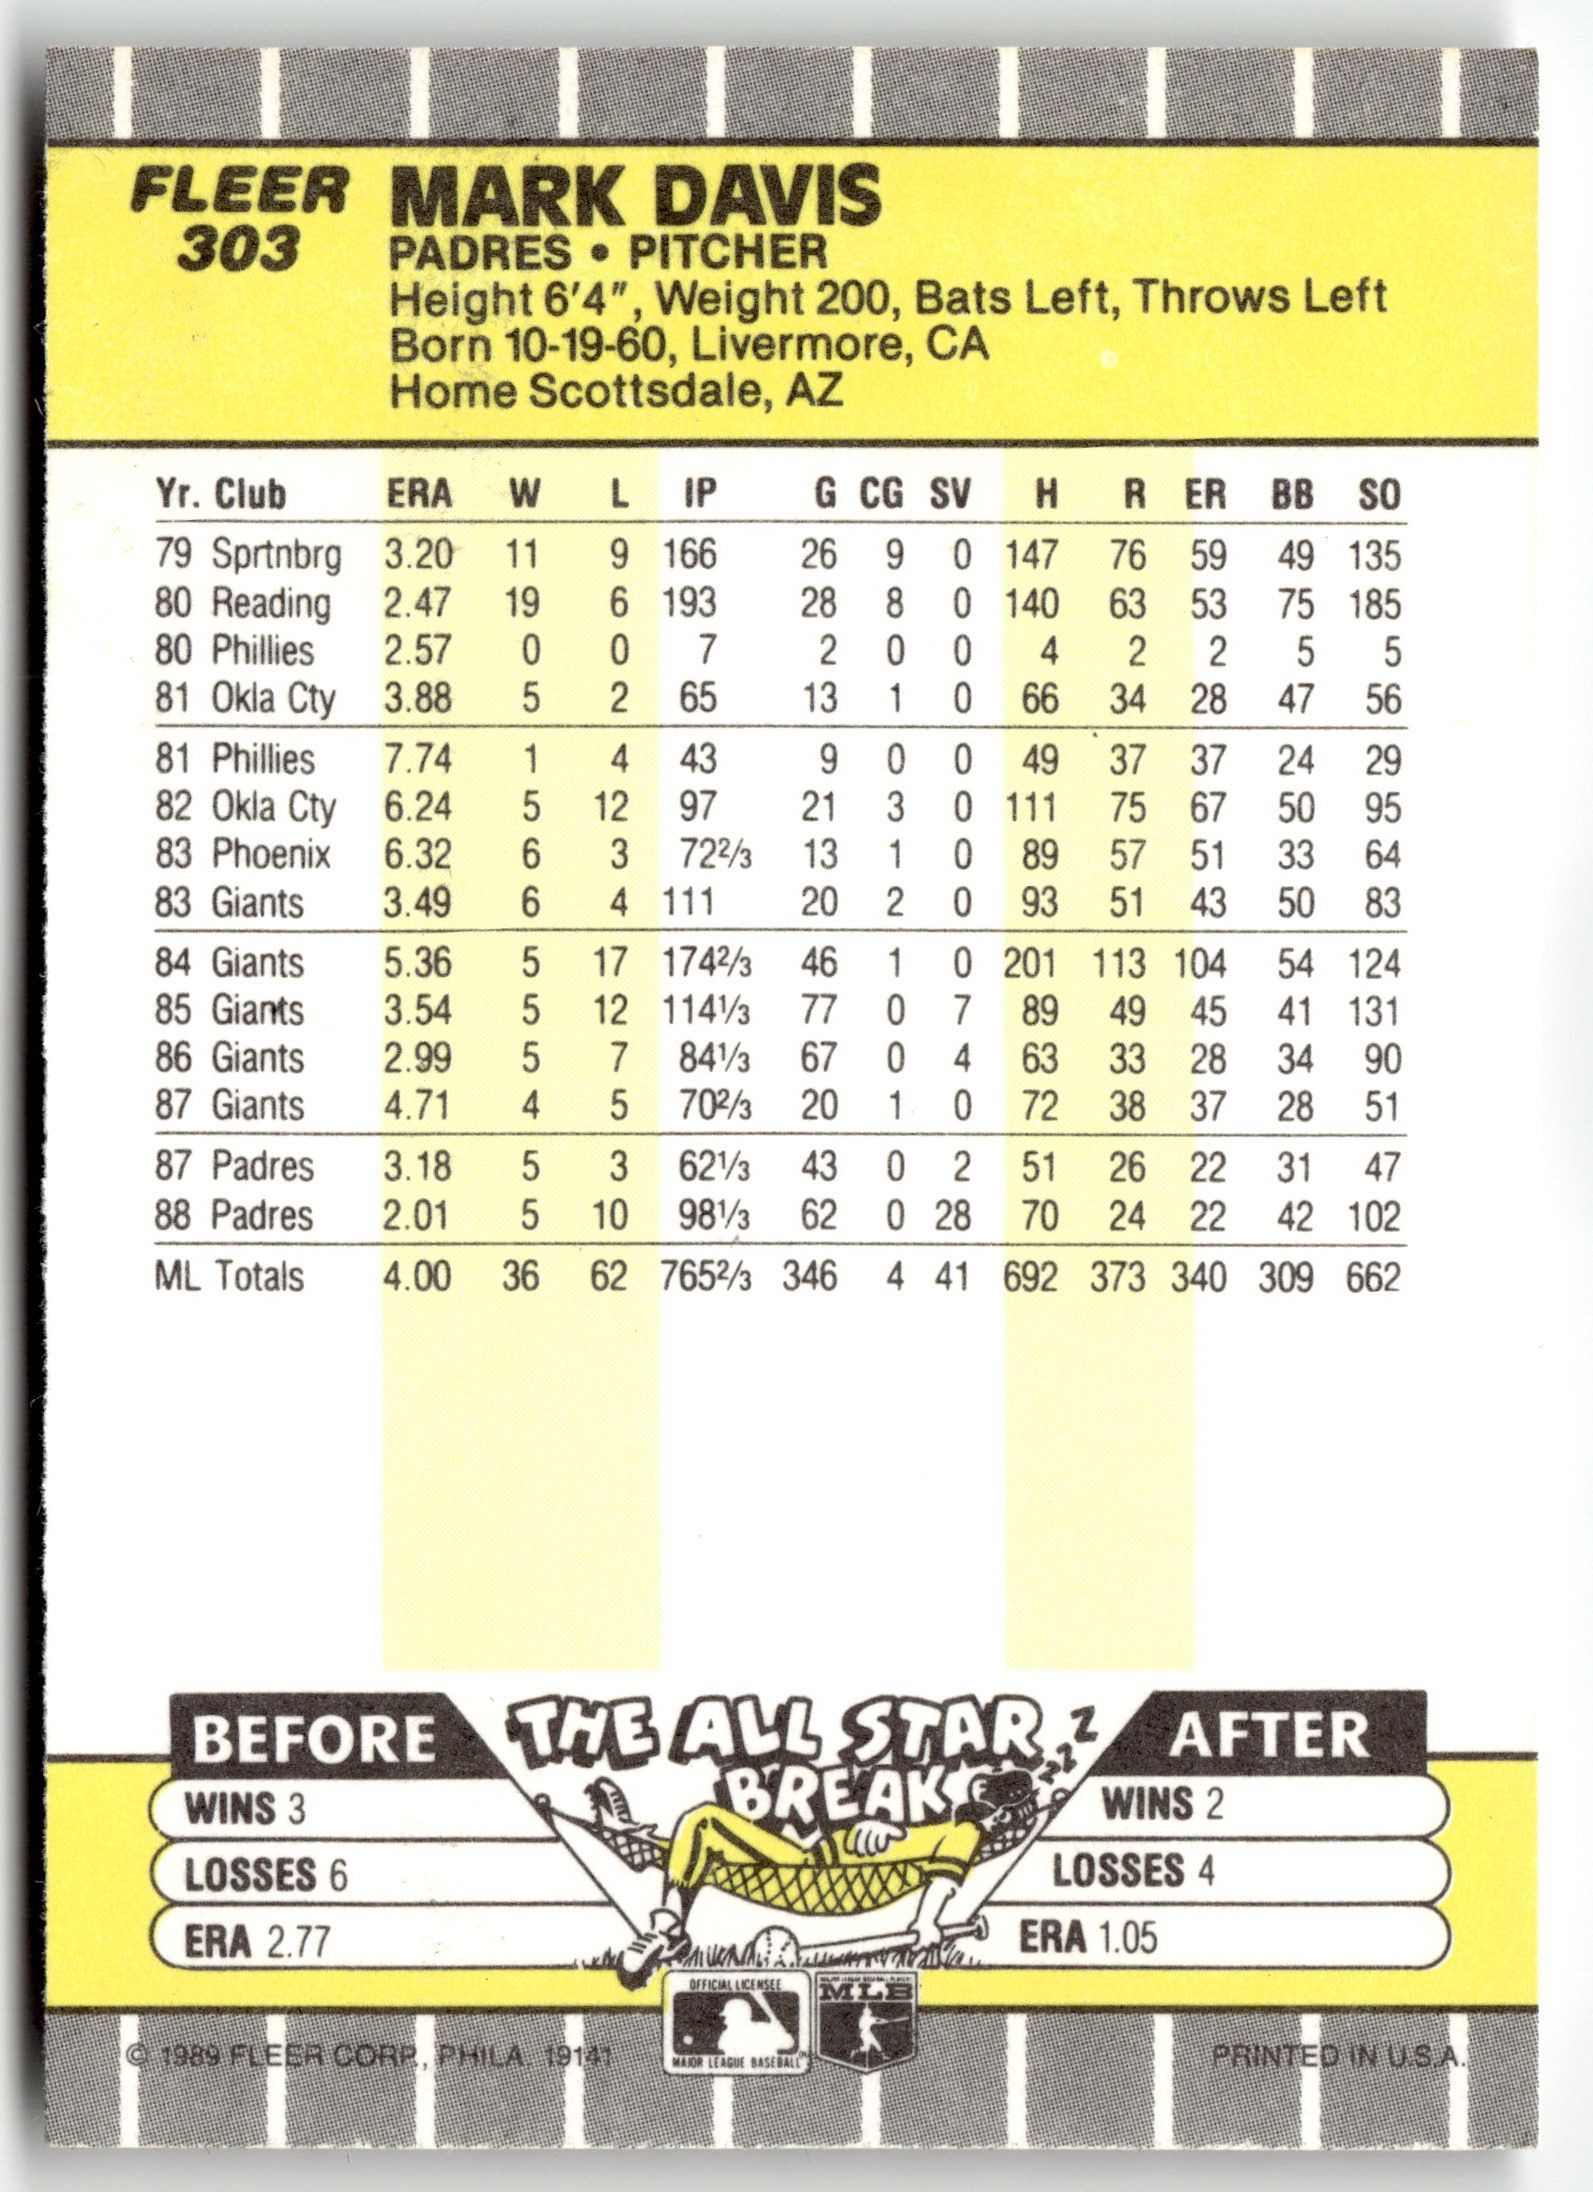 FLEER
303
MARK DAVIS
PADRES • PITCHER
Height 6'4", Weight 200, Bats Left, Throws Left
Born 10-19-60, Livermore, CA
Home Scottsdale, AZ
Yr. Club ERA W L IP G CG SV H R ER BB SO
79 Sprtnbrg 3.20 11 9 166 26 9 0 147 76 59 49 135
80 Reading 2.47 19 6 193 28 8 0 140 63 53 75 185
80 Phillies 2.57 0 0 7 2 0 0 4 2 2 5 5
81 Okla Cty 3.88 5 2 65 13 1 0 66 34 28 47 56
81 Phillies 7.74 1 4 43 9 0 0 49 37 37 24 29
82 Okla Cty 6.24 5 12 97 21 3 0 111 75 67 50 95
83 Phoenix 6.32 6 3 72⅔ 13 1 0 89 57 51 33 64
83 Giants 3.49 6 4 111 20 2 0 93 51 43 50 83
84 Giants 5.36 5 17 174⅔ 46 1 0 201 113 104 54 124
85 Giants 3.54 5 12 114⅓ 77 0 7 89 49 45 41 131
86 Giants 2.99 5 7 84⅓ 67 0 4 63 33 28 34 90
87 Giants 4.71 4 5 70⅔ 20 1 0 72 38 37 28 51
87 Padres 3.18 5 3 62⅓ 43 0 2 51 26 22 31 47
88 Padres 2.01 5 10 98⅓ 62 0 28 70 24 22 42 102
ML Totals 4.00 36 62 765⅔ 346 4 41 692 373 340 309 662
BEFORE
THE ALL STAR
BREAK
ZZZZ
AFTER
WINS 3
WINS 2
LOSSES 6
LOSSES 4
ERA 2.77
ERA 1.05
OFFICIAL LICENSEE
MAJOR LEAGUE BASEBALL
MLB
© 1989 FLEER CORP., PHILA. 19141
PRINTED IN U.S.A.